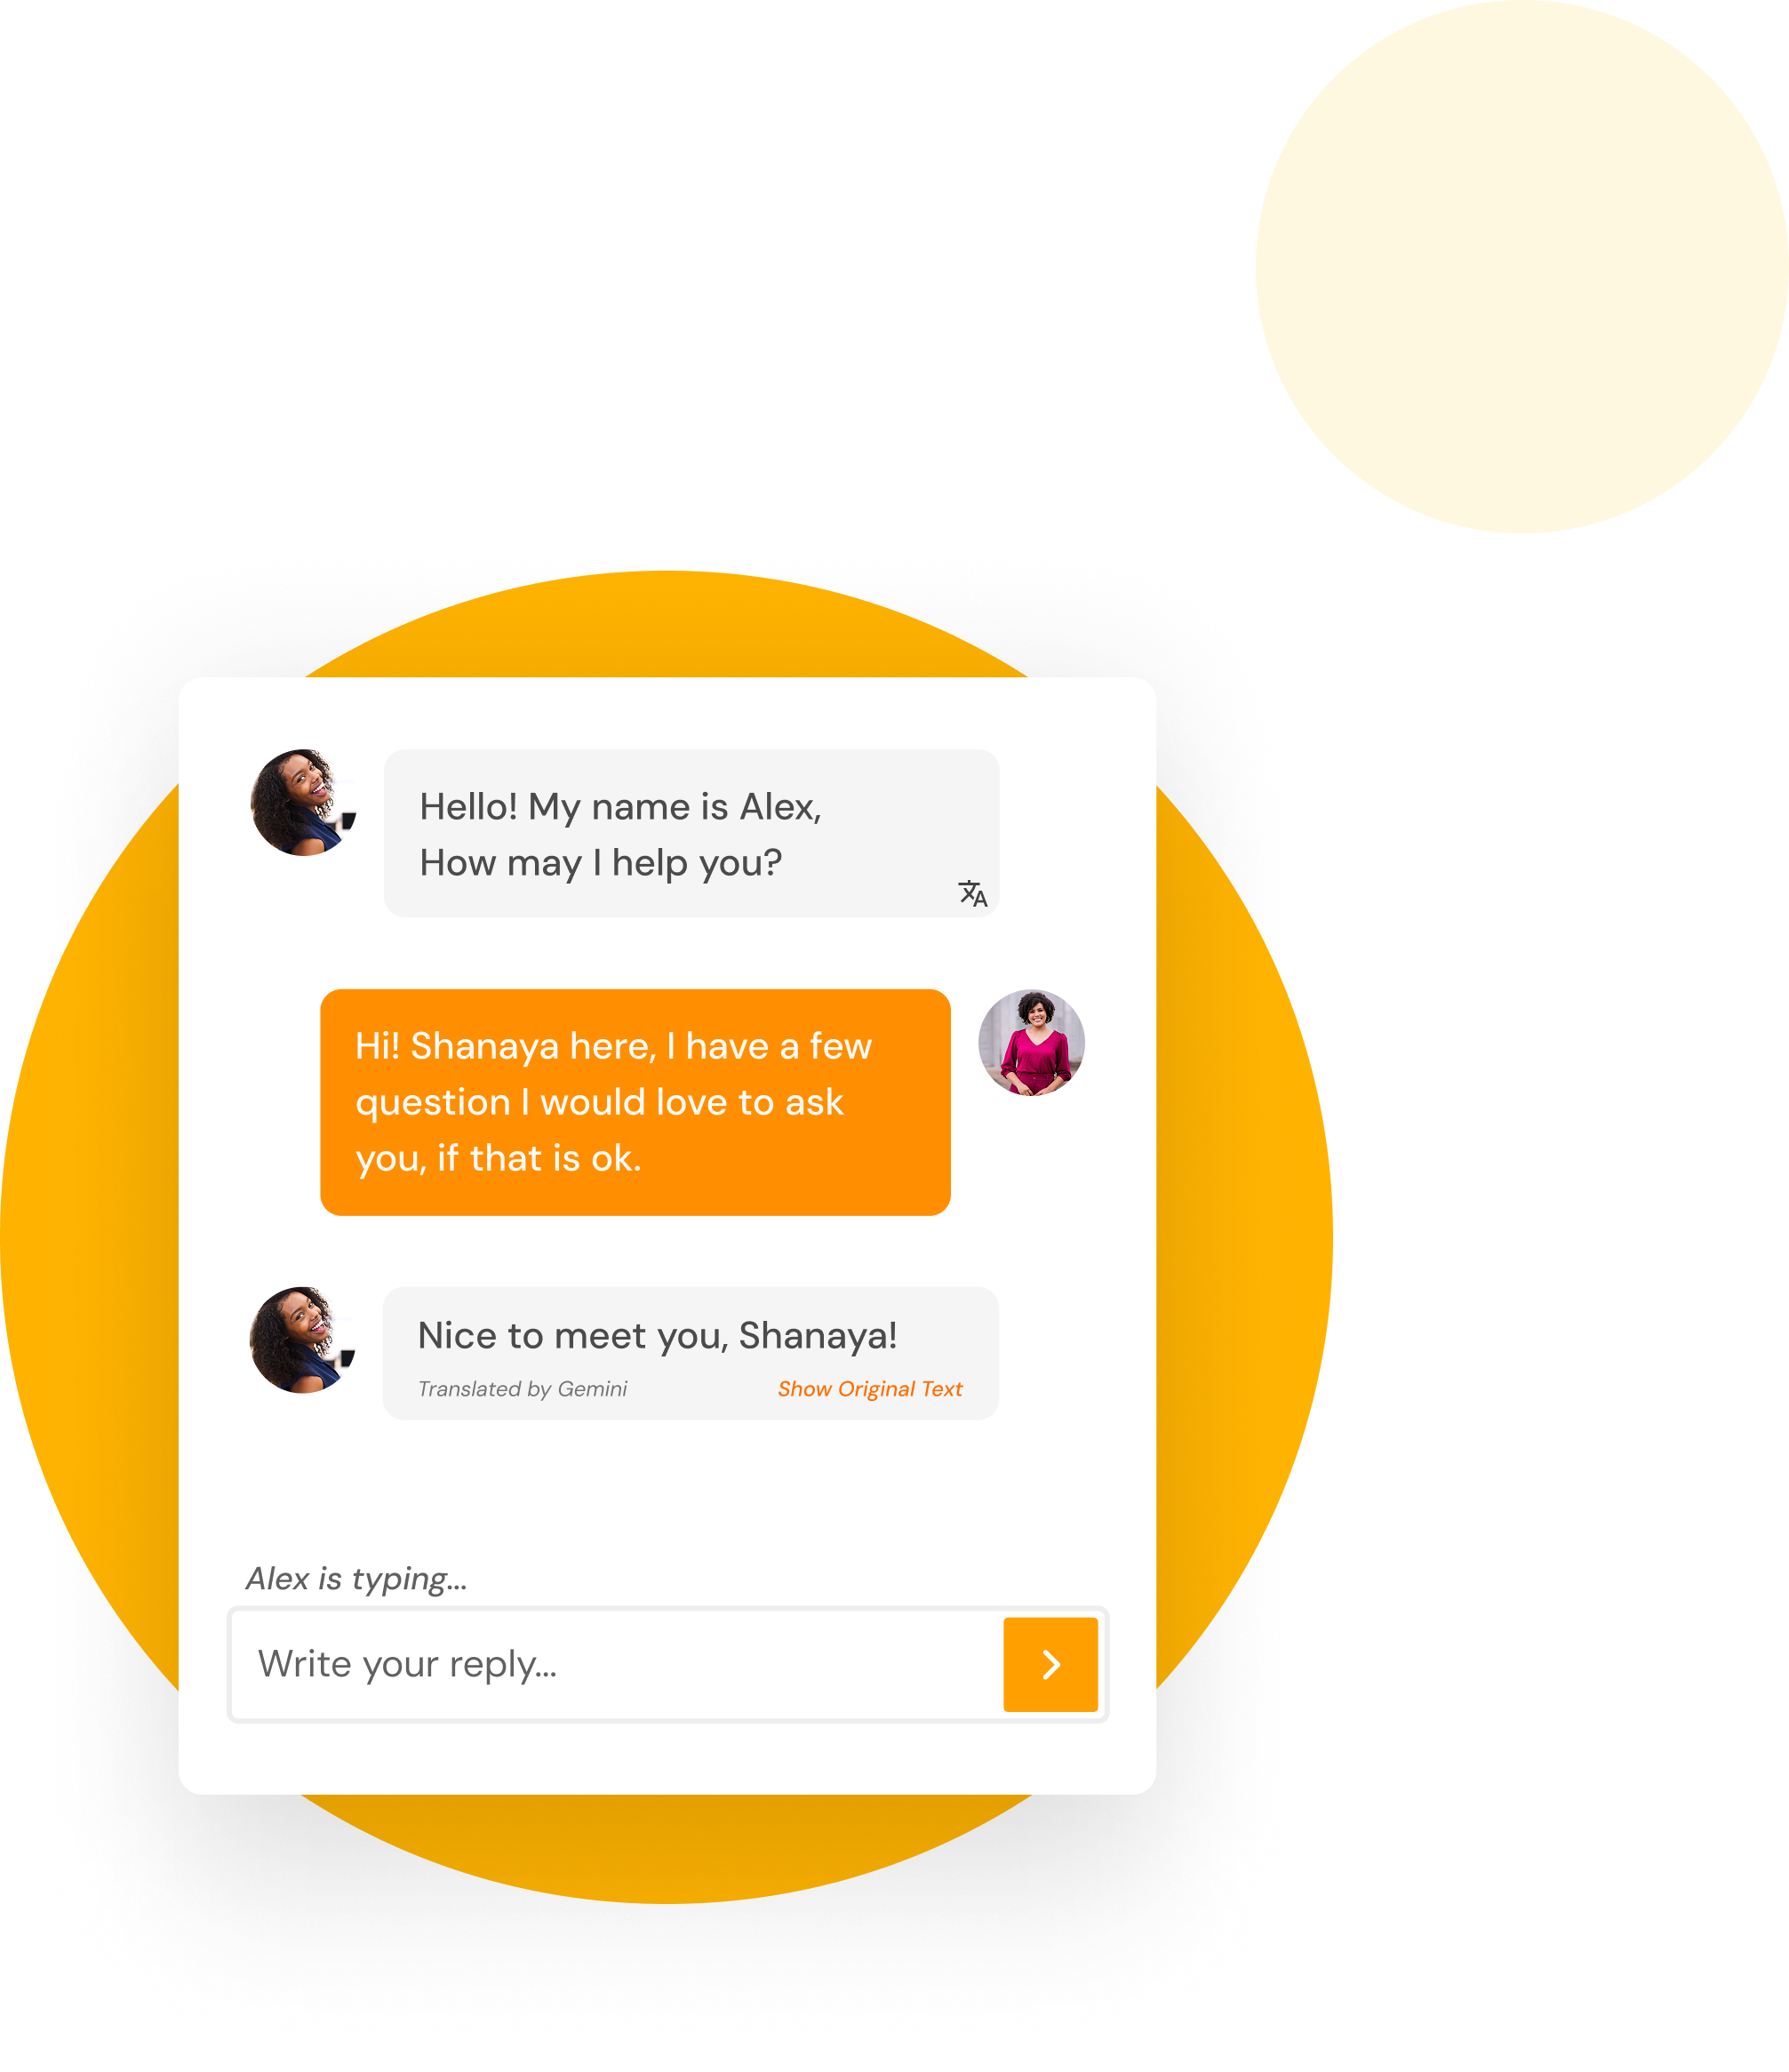 Hello! My name is Alex,
How may I help you?
Hi! Shanaya here, I have a few
question I would love to ask
you, if that is ok.
Nice to meet you, Shanaya!
Translated by Gemini
Show Original Text
Alex is typing...
Write your reply...